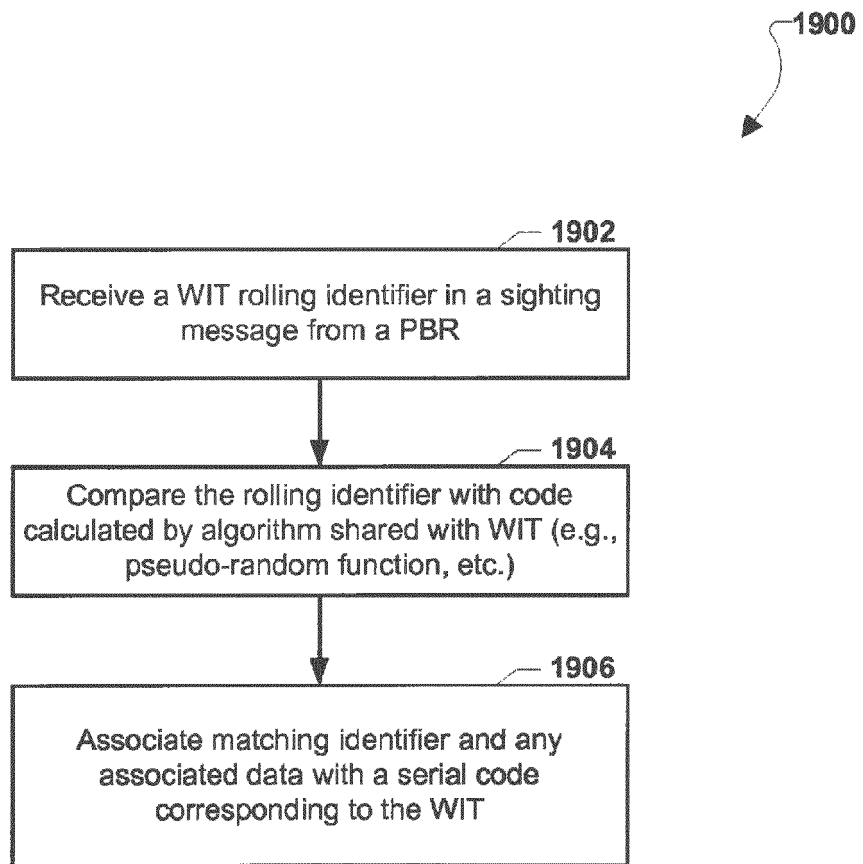 1900
1902
Receive a WIT rolling identifier in a sighting
message from a PBR
1904
Compare the rolling identifier with code
calculated by algorithm shared with WIT (e.g.,
pseudo-random function, etc.)
1906
Associate matching identifier and any
associated data with a serial code
corresponding to the WIT